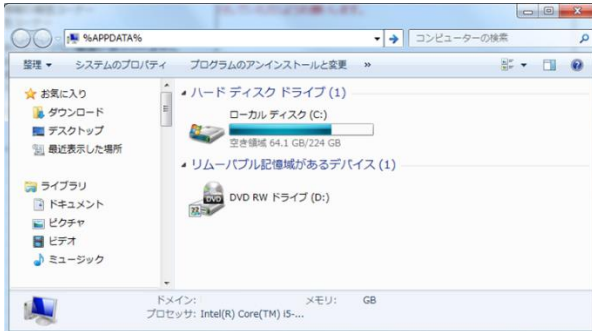 %APPDATA%
コンピューターの検索
整理
システムのプロパティ
プログラムのアンインストールと変更
»
お気に入り
ダウンロード
デスクトップ
最近表示した場所
ライブラリ
ドキュメント
ピクチャ
ビデオ
ミュージック
ハード ディスク ドライブ (1)
ローカル ディスク (C:)
空き領域 64.1 GB/224 GB
リムーバブル記憶域があるデバイス (1)
DVD RW ドライブ (D:)
ドメイン: メモリ: GB
プロセッサ: Intel(R) Core(TM) i5-...